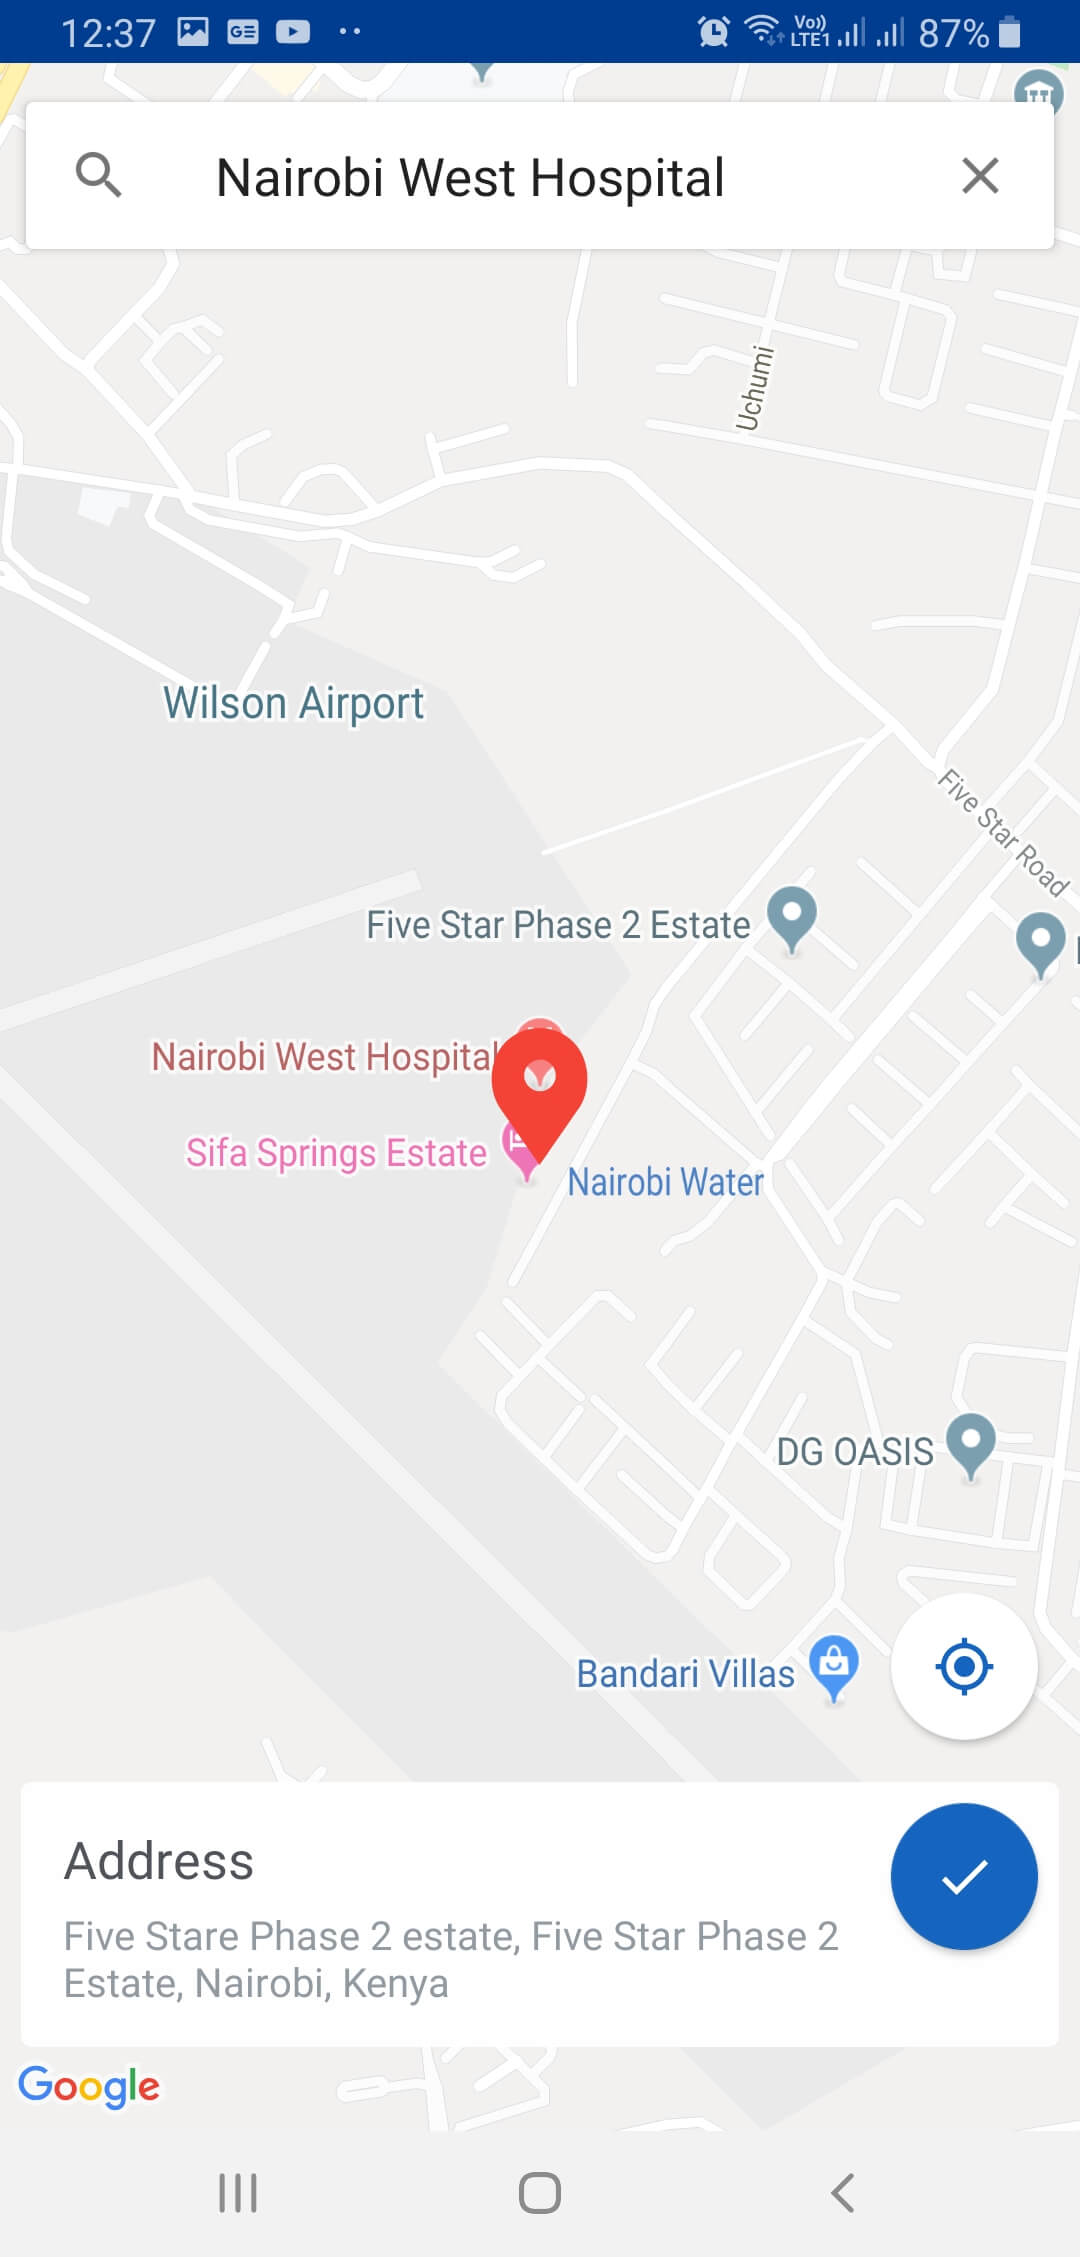 12:37
Vo))
LTE1
87%
Nairobi West Hospital
Uchumi
Wilson Airport
Five Star Road
Five Star Phase 2 Estate
Nairobi West Hospital
Sifa Springs Estate
Nairobi Water
DG OASIS
Bandari Villas
Address
Five Stare Phase 2 estate, Five Star Phase 2
Estate, Nairobi, Kenya
Google